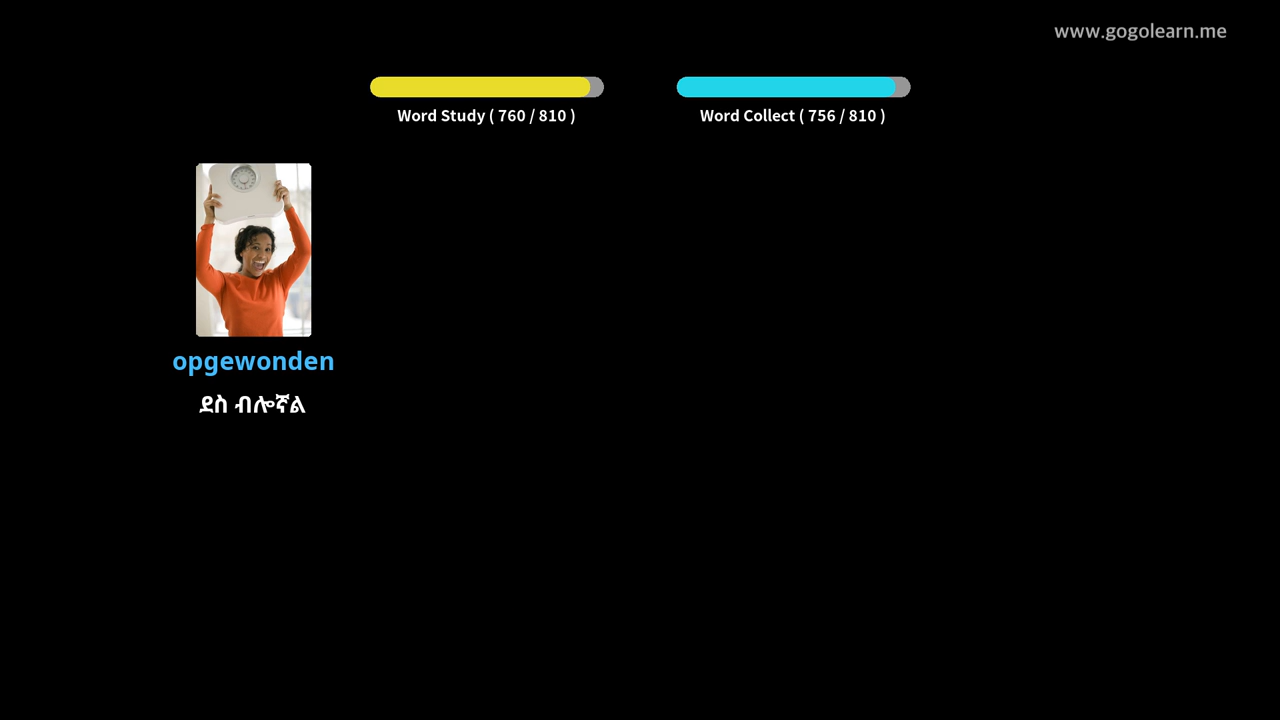 www.gogolearn.me
Word Study ( 760 / 810 )
Word Collect ( 756 / 810 )
opgewonden
ደስ ብሎኛል